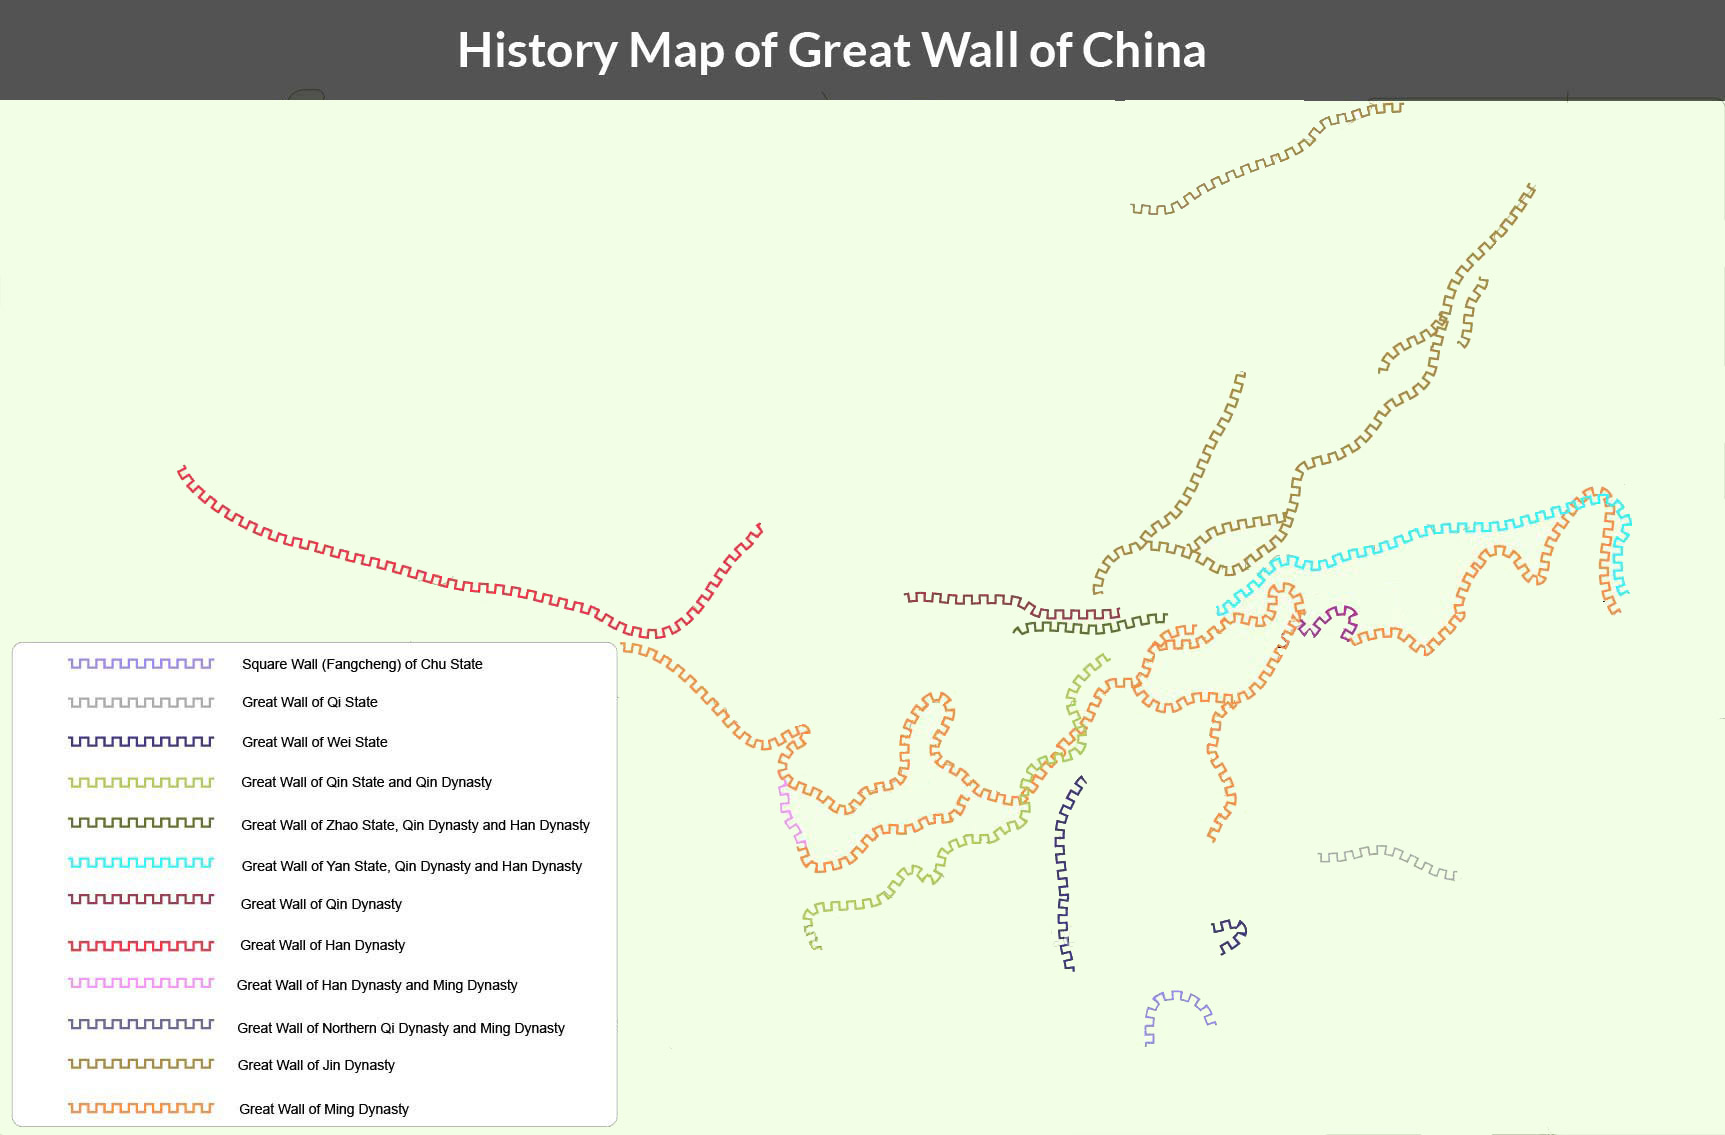 History Map of Great Wall of China
Square Wall (Fangcheng) of Chu State
Great Wall of Qi State
Great Wall of Wei State
Great Wall of Qin State and Qin Dynasty
Great Wall of Zhao State, Qin Dynasty and Han Dynasty
Great Wall of Yan State, Qin Dynasty and Han Dynasty
Great Wall of Qin Dynasty
Great Wall of Han Dynasty
Great Wall of Han Dynasty and Ming Dynasty
Great Wall of Northern Qi Dynasty and Ming Dynasty
Great Wall of Jin Dynasty
Great Wall of Ming Dynasty